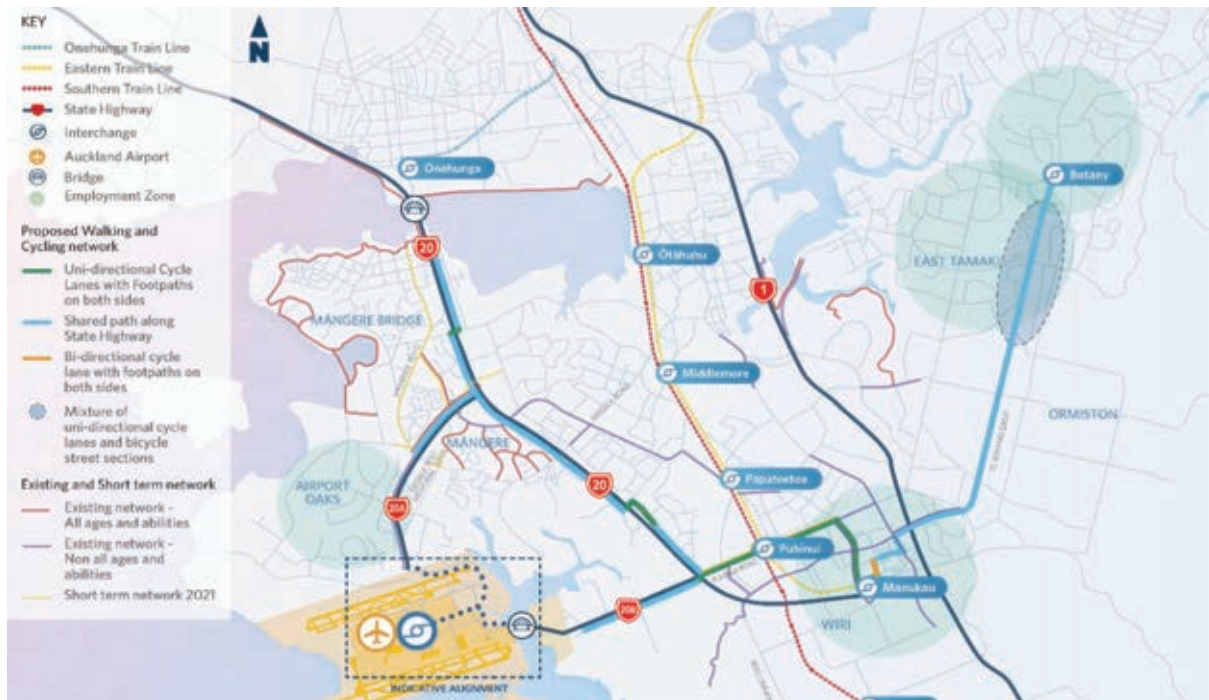 KEY
Onehunga Train Line
Eastern Train Line
Southern Train Line
State Highway
Interchange
Auckland Airport
Bridge
Employment Zone
Proposed Walking and
Cycling network
Uni-directional Cycle
Lanes with Footpaths
on both sides
Shared path along
State Highway
Bi-directional cycle
lane with footpaths on
both sides
Mixture of
uni-directional cycle
lanes and bicycle
street sections
Existing and Short term network
Existing network -
All ages and abilities
Existing network -
Non all ages and
abilities
Short term network 2021
N
Onehunga
20
Botany
Ōtāhuhu
EAST TAMAKI
1
MĀNGERE BRIDGE
Middlemore
ORMISTON
MĀNGERE
Papatoetoe
AIRPORT
OAKS
20
20A
Puhinui
Manukau
20B
WIRI
INDICATIVE ALIGNMENT